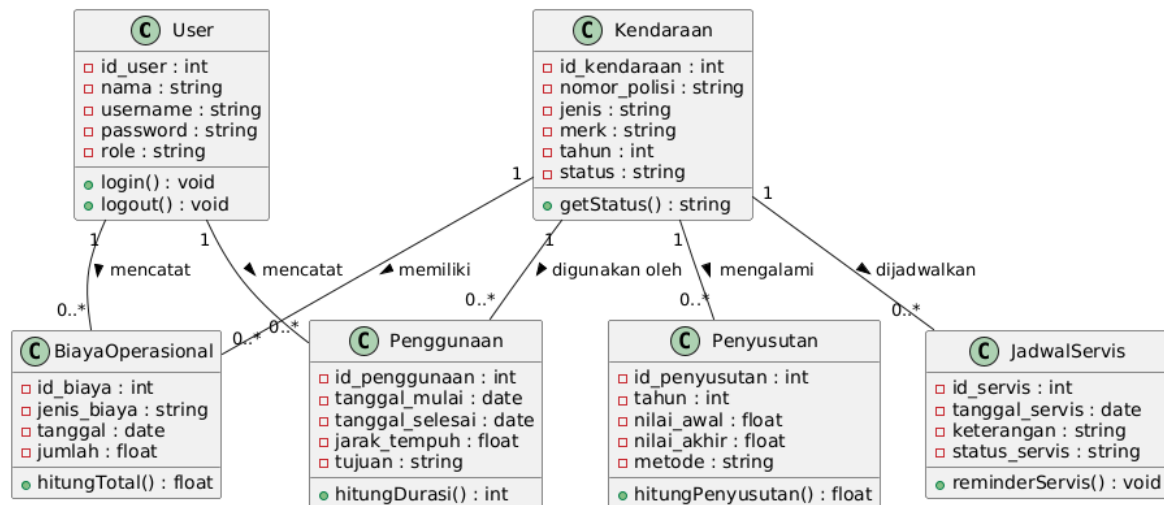 C User
id_user : int
nama : string
username : string
password : string
role : string
login() : void
logout() : void
C Kendaraan
id_kendaraan : int
nomor_polisi : string
jenis : string
merk : string
tahun : int
status : string
getStatus() : string
1 mencatat 0..*
1 mencatat 0..*
1 memiliki 0..*
1 digunakan oleh 0..*
1 mengalami 0..*
1 dijadwalkan 0..*
C BiayaOperasional
id_biaya : int
jenis_biaya : string
tanggal : date
jumlah : float
hitungTotal() : float
C Penggunaan
id_penggunaan : int
tanggal_mulai : date
tanggal_selesai : date
jarak_tempuh : float
tujuan : string
hitungDurasi() : int
C Penyusutan
id_penyusutan : int
tahun : int
nilai_awal : float
nilai_akhir : float
metode : string
hitungPenyusutan() : float
C JadwalServis
id_servis : int
tanggal_servis : date
keterangan : string
status_servis : string
reminderServis() : void